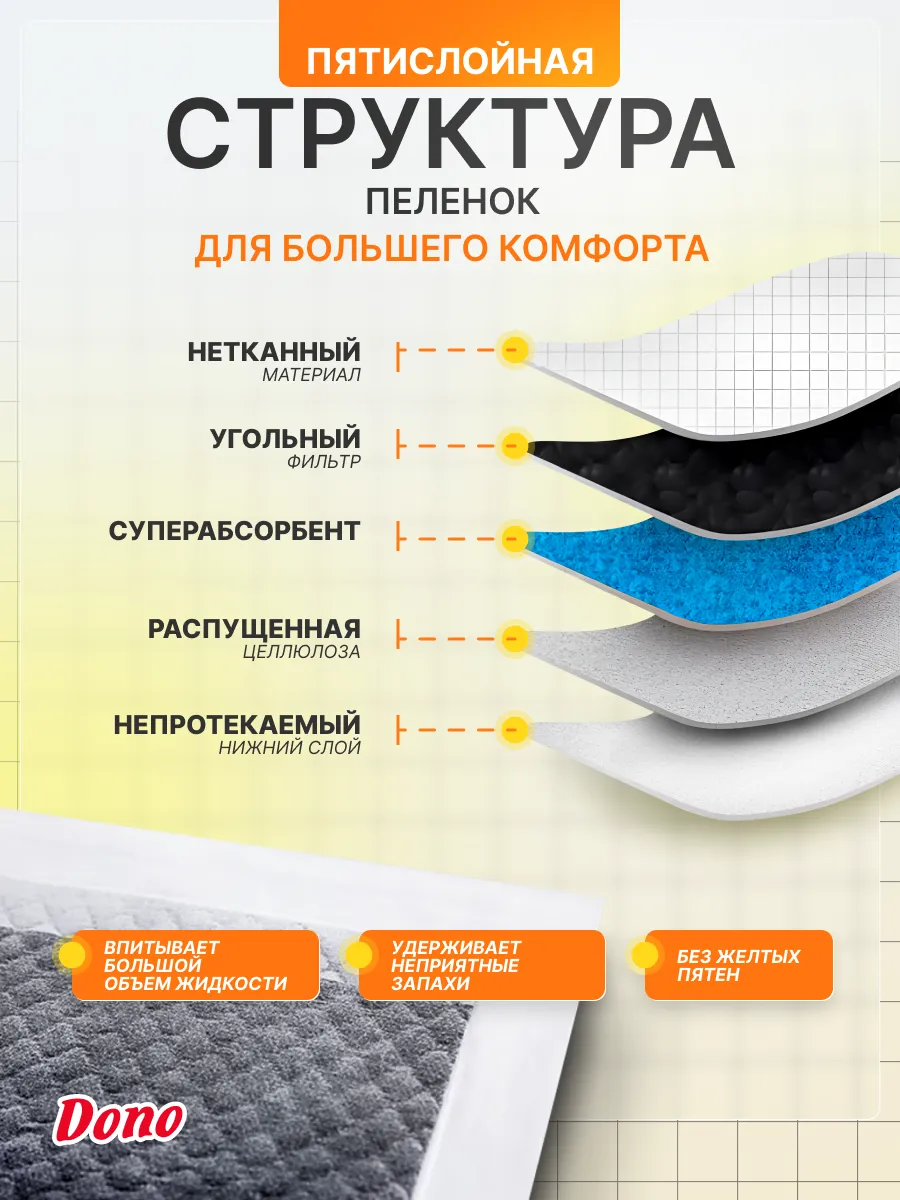 ПЯТИСЛОЙНАЯ
СТРУКТУРА
ПЕЛЕНОК
ДЛЯ БОЛЬШЕГО КОМФОРТА
НЕТКАННЫЙ
МАТЕРИАЛ
УГОЛЬНЫЙ
ФИЛЬТР
СУПЕРАБСОРБЕНТ
РАСПУЩЕННАЯ
ЦЕЛЛЮЛОЗА
НЕПРОТЕКАЕМЫЙ
НИЖНИЙ СЛОЙ
ВПИТЫВАЕТ
БОЛЬШОЙ
ОБЪЕМ ЖИДКОСТИ
УДЕРЖИВАЕТ
НЕПРИЯТНЫЕ
ЗАПАХИ
БЕЗ ЖЕЛТЫХ
ПЯТЕН
Dono